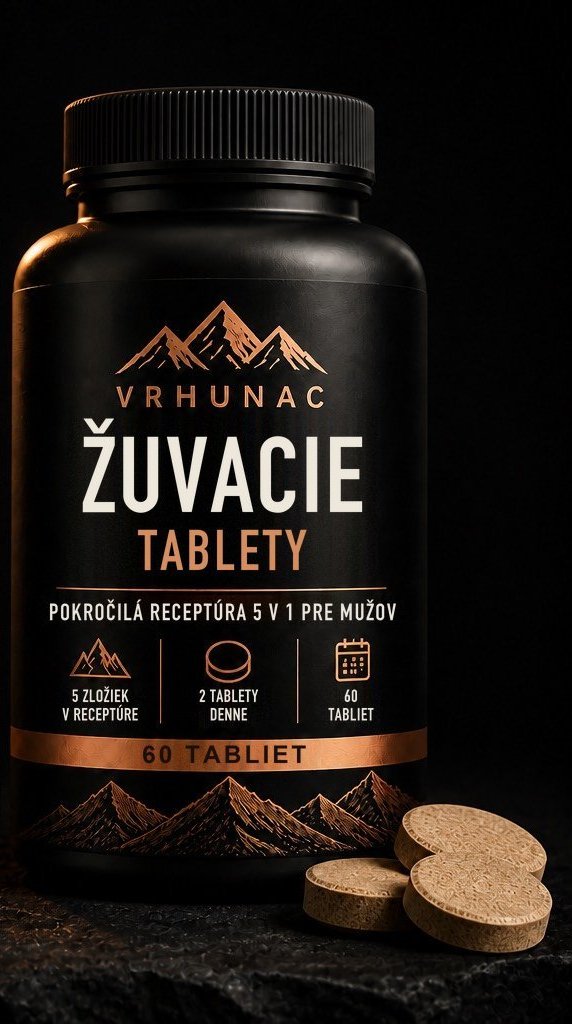 VRHUNAC
ŽUVACIE
TABLETY
POKROČILÁ RECEPTÚRA 5 V 1 PRE MUŽOV
5 ZLOŽIEK
V RECEPTÚRE
2 TABLETY
DENNE
60
TABLIET
60 TABLIET